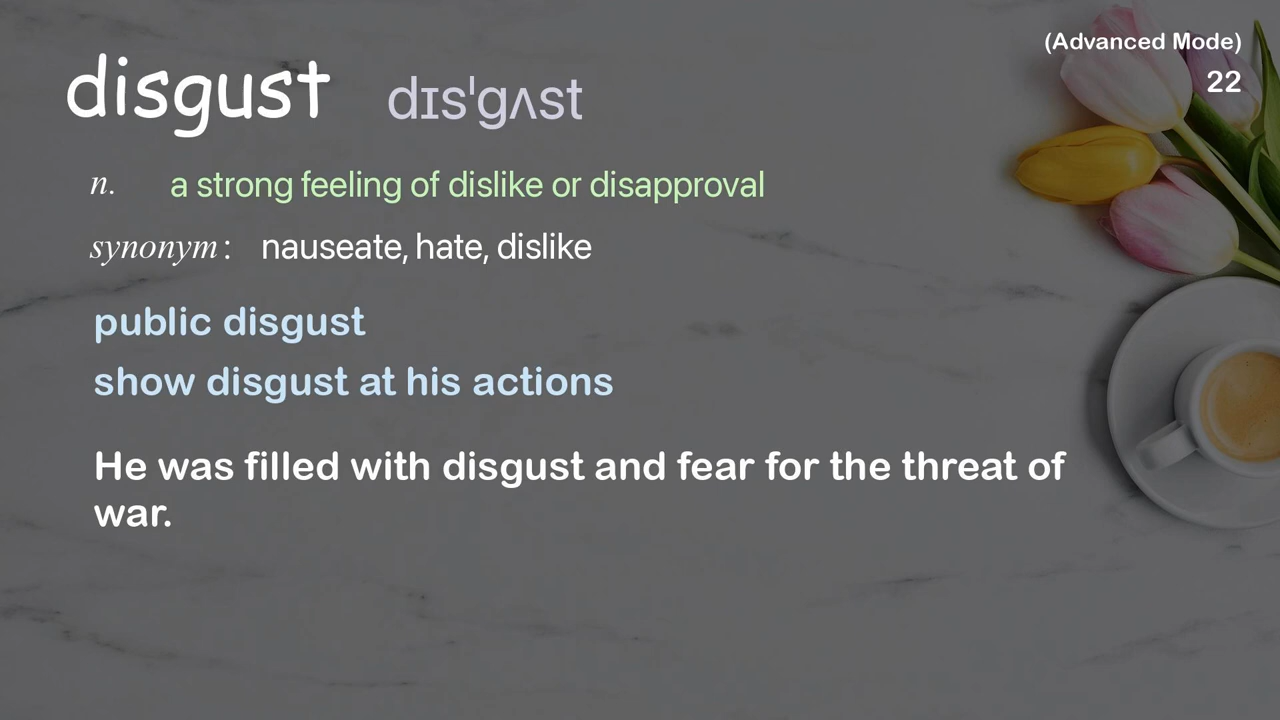 (Advanced Mode)
22
disgust dɪsˈgʌst
n. a strong feeling of dislike or disapproval
synonym : nauseate, hate, dislike
public disgust
show disgust at his actions
He was filled with disgust and fear for the threat of
war.